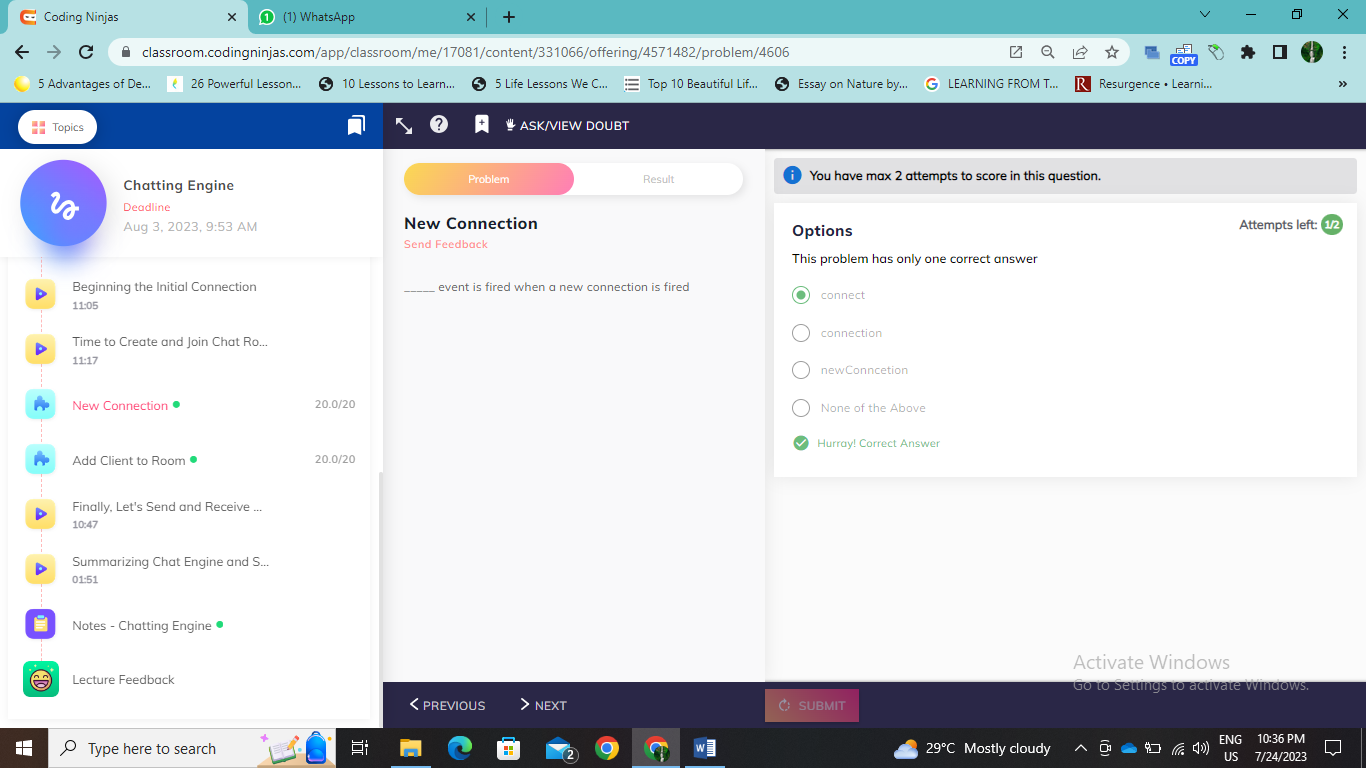 Coding Ninjas
(1) WhatsApp
classroom.codingninjas.com/app/classroom/me/17081/content/331066/offering/4571482/problem/4606
COPY
5 Advantages of De...
26 Powerful Lesson...
10 Lessons to Learn...
5 Life Lessons We C...
Top 10 Beautiful Lif...
Essay on Nature by...
LEARNING FROM T...
Resurgence • Learni...
»
Topics
ASK/VIEW DOUBT
Chatting Engine
Deadline
Aug 3, 2023, 9:53 AM
Beginning the Initial Connection
11:05
Time to Create and Join Chat Ro...
11:17
New Connection
20.0/20
Add Client to Room
20.0/20
Finally, Let's Send and Receive ...
10:47
Summarizing Chat Engine and S...
01:51
Notes - Chatting Engine
Lecture Feedback
Problem
Result
New Connection
Send Feedback
_____ event is fired when a new connection is fired
You have max 2 attempts to score in this question.
Options
Attempts left: 1/2
This problem has only one correct answer
connect
connection
newConncetion
None of the Above
Hurray! Correct Answer
Activate Windows
Go to Settings to activate Windows.
PREVIOUS
NEXT
SUBMIT
Type here to search
2
29°C Mostly cloudy
ENG
US
10:36 PM
7/24/2023